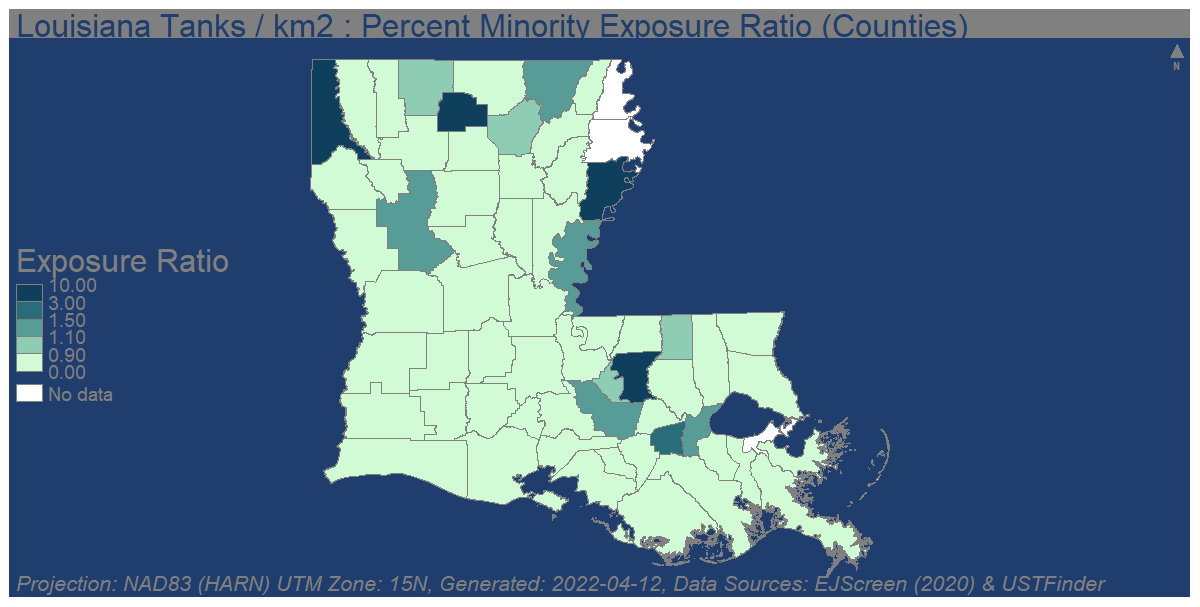 Louisiana Tanks / km2 : Percent Minority Exposure Ratio (Counties)
N
Exposure Ratio
10.00
3.00
1.50
1.10
0.90
0.00
No data
Projection: NAD83 (HARN) UTM Zone: 15N, Generated: 2022-04-12, Data Sources: EJScreen (2020) & USTFinder